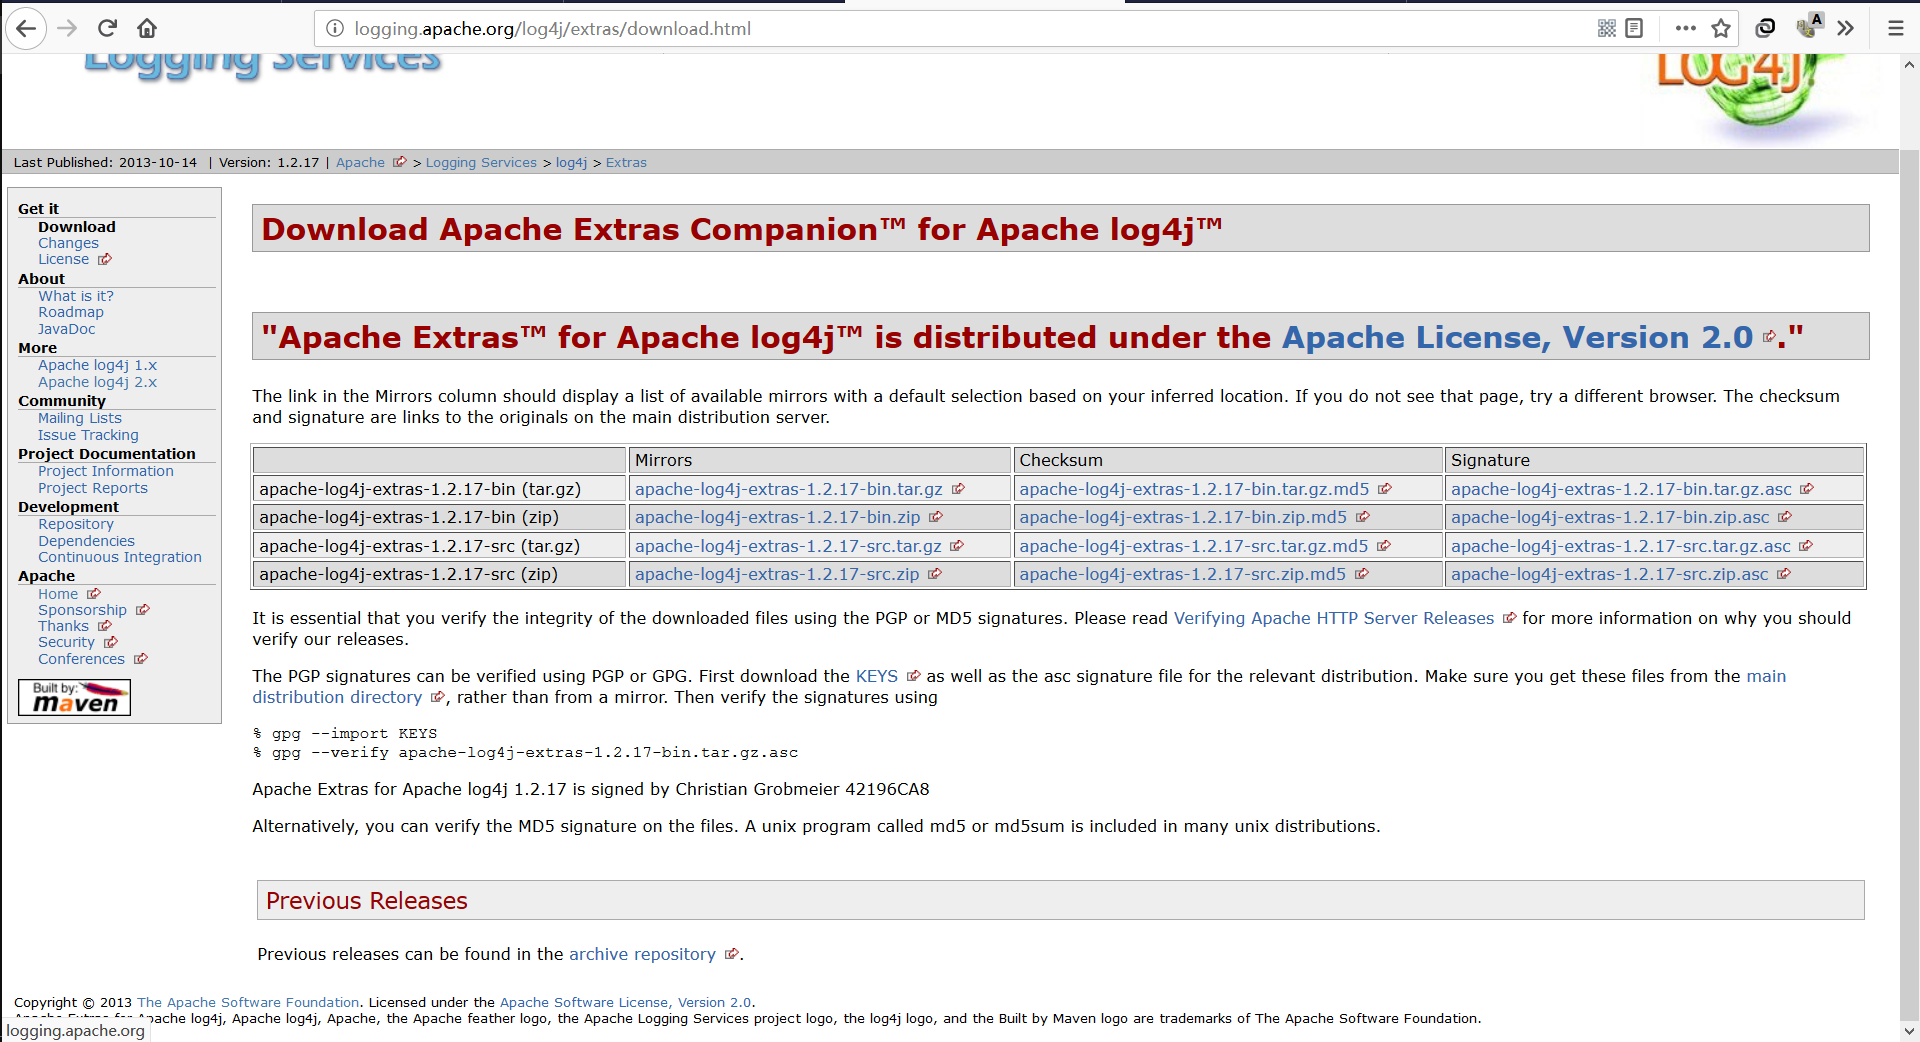 logging.apache.org/log4j/extras/download.html
A
Logging Services
LOG4J
Last Published: 2013-10-14 | Version: 1.2.17 | Apache > Logging Services > log4j > Extras
Get it
Download
Changes
License
About
What is it?
Roadmap
JavaDoc
More
Apache log4j 1.x
Apache log4j 2.x
Community
Mailing Lists
Issue Tracking
Project Documentation
Project Information
Project Reports
Development
Repository
Dependencies
Continuous Integration
Apache
Home
Sponsorship
Thanks
Security
Conferences
Built by:
maven
Download Apache Extras Companion™ for Apache log4j™
"Apache Extras™ for Apache log4j™ is distributed under the Apache License, Version 2.0 ."
The link in the Mirrors column should display a list of available mirrors with a default selection based on your inferred location. If you do not see that page, try a different browser. The checksum
and signature are links to the originals on the main distribution server.
Mirrors Checksum Signature
apache-log4j-extras-1.2.17-bin (tar.gz) apache-log4j-extras-1.2.17-bin.tar.gz apache-log4j-extras-1.2.17-bin.tar.gz.md5 apache-log4j-extras-1.2.17-bin.tar.gz.asc
apache-log4j-extras-1.2.17-bin (zip) apache-log4j-extras-1.2.17-bin.zip apache-log4j-extras-1.2.17-bin.zip.md5 apache-log4j-extras-1.2.17-bin.zip.asc
apache-log4j-extras-1.2.17-src (tar.gz) apache-log4j-extras-1.2.17-src.tar.gz apache-log4j-extras-1.2.17-src.tar.gz.md5 apache-log4j-extras-1.2.17-src.tar.gz.asc
apache-log4j-extras-1.2.17-src (zip) apache-log4j-extras-1.2.17-src.zip apache-log4j-extras-1.2.17-src.zip.md5 apache-log4j-extras-1.2.17-src.zip.asc
It is essential that you verify the integrity of the downloaded files using the PGP or MD5 signatures. Please read Verifying Apache HTTP Server Releases for more information on why you should
verify our releases.
The PGP signatures can be verified using PGP or GPG. First download the KEYS as well as the asc signature file for the relevant distribution. Make sure you get these files from the main
distribution directory , rather than from a mirror. Then verify the signatures using
% gpg --import KEYS
% gpg --verify apache-log4j-extras-1.2.17-bin.tar.gz.asc
Apache Extras for Apache log4j 1.2.17 is signed by Christian Grobmeier 42196CA8
Alternatively, you can verify the MD5 signature on the files. A unix program called md5 or md5sum is included in many unix distributions.
Previous Releases
Previous releases can be found in the archive repository .
Copyright © 2013 The Apache Software Foundation. Licensed under the Apache Software License, Version 2.0.
Apache Extras for Apache log4j, Apache log4j, Apache, the Apache feather logo, the Apache Logging Services project logo, the log4j logo, and the Built by Maven logo are trademarks of The Apache Software Foundation.
logging.apache.org